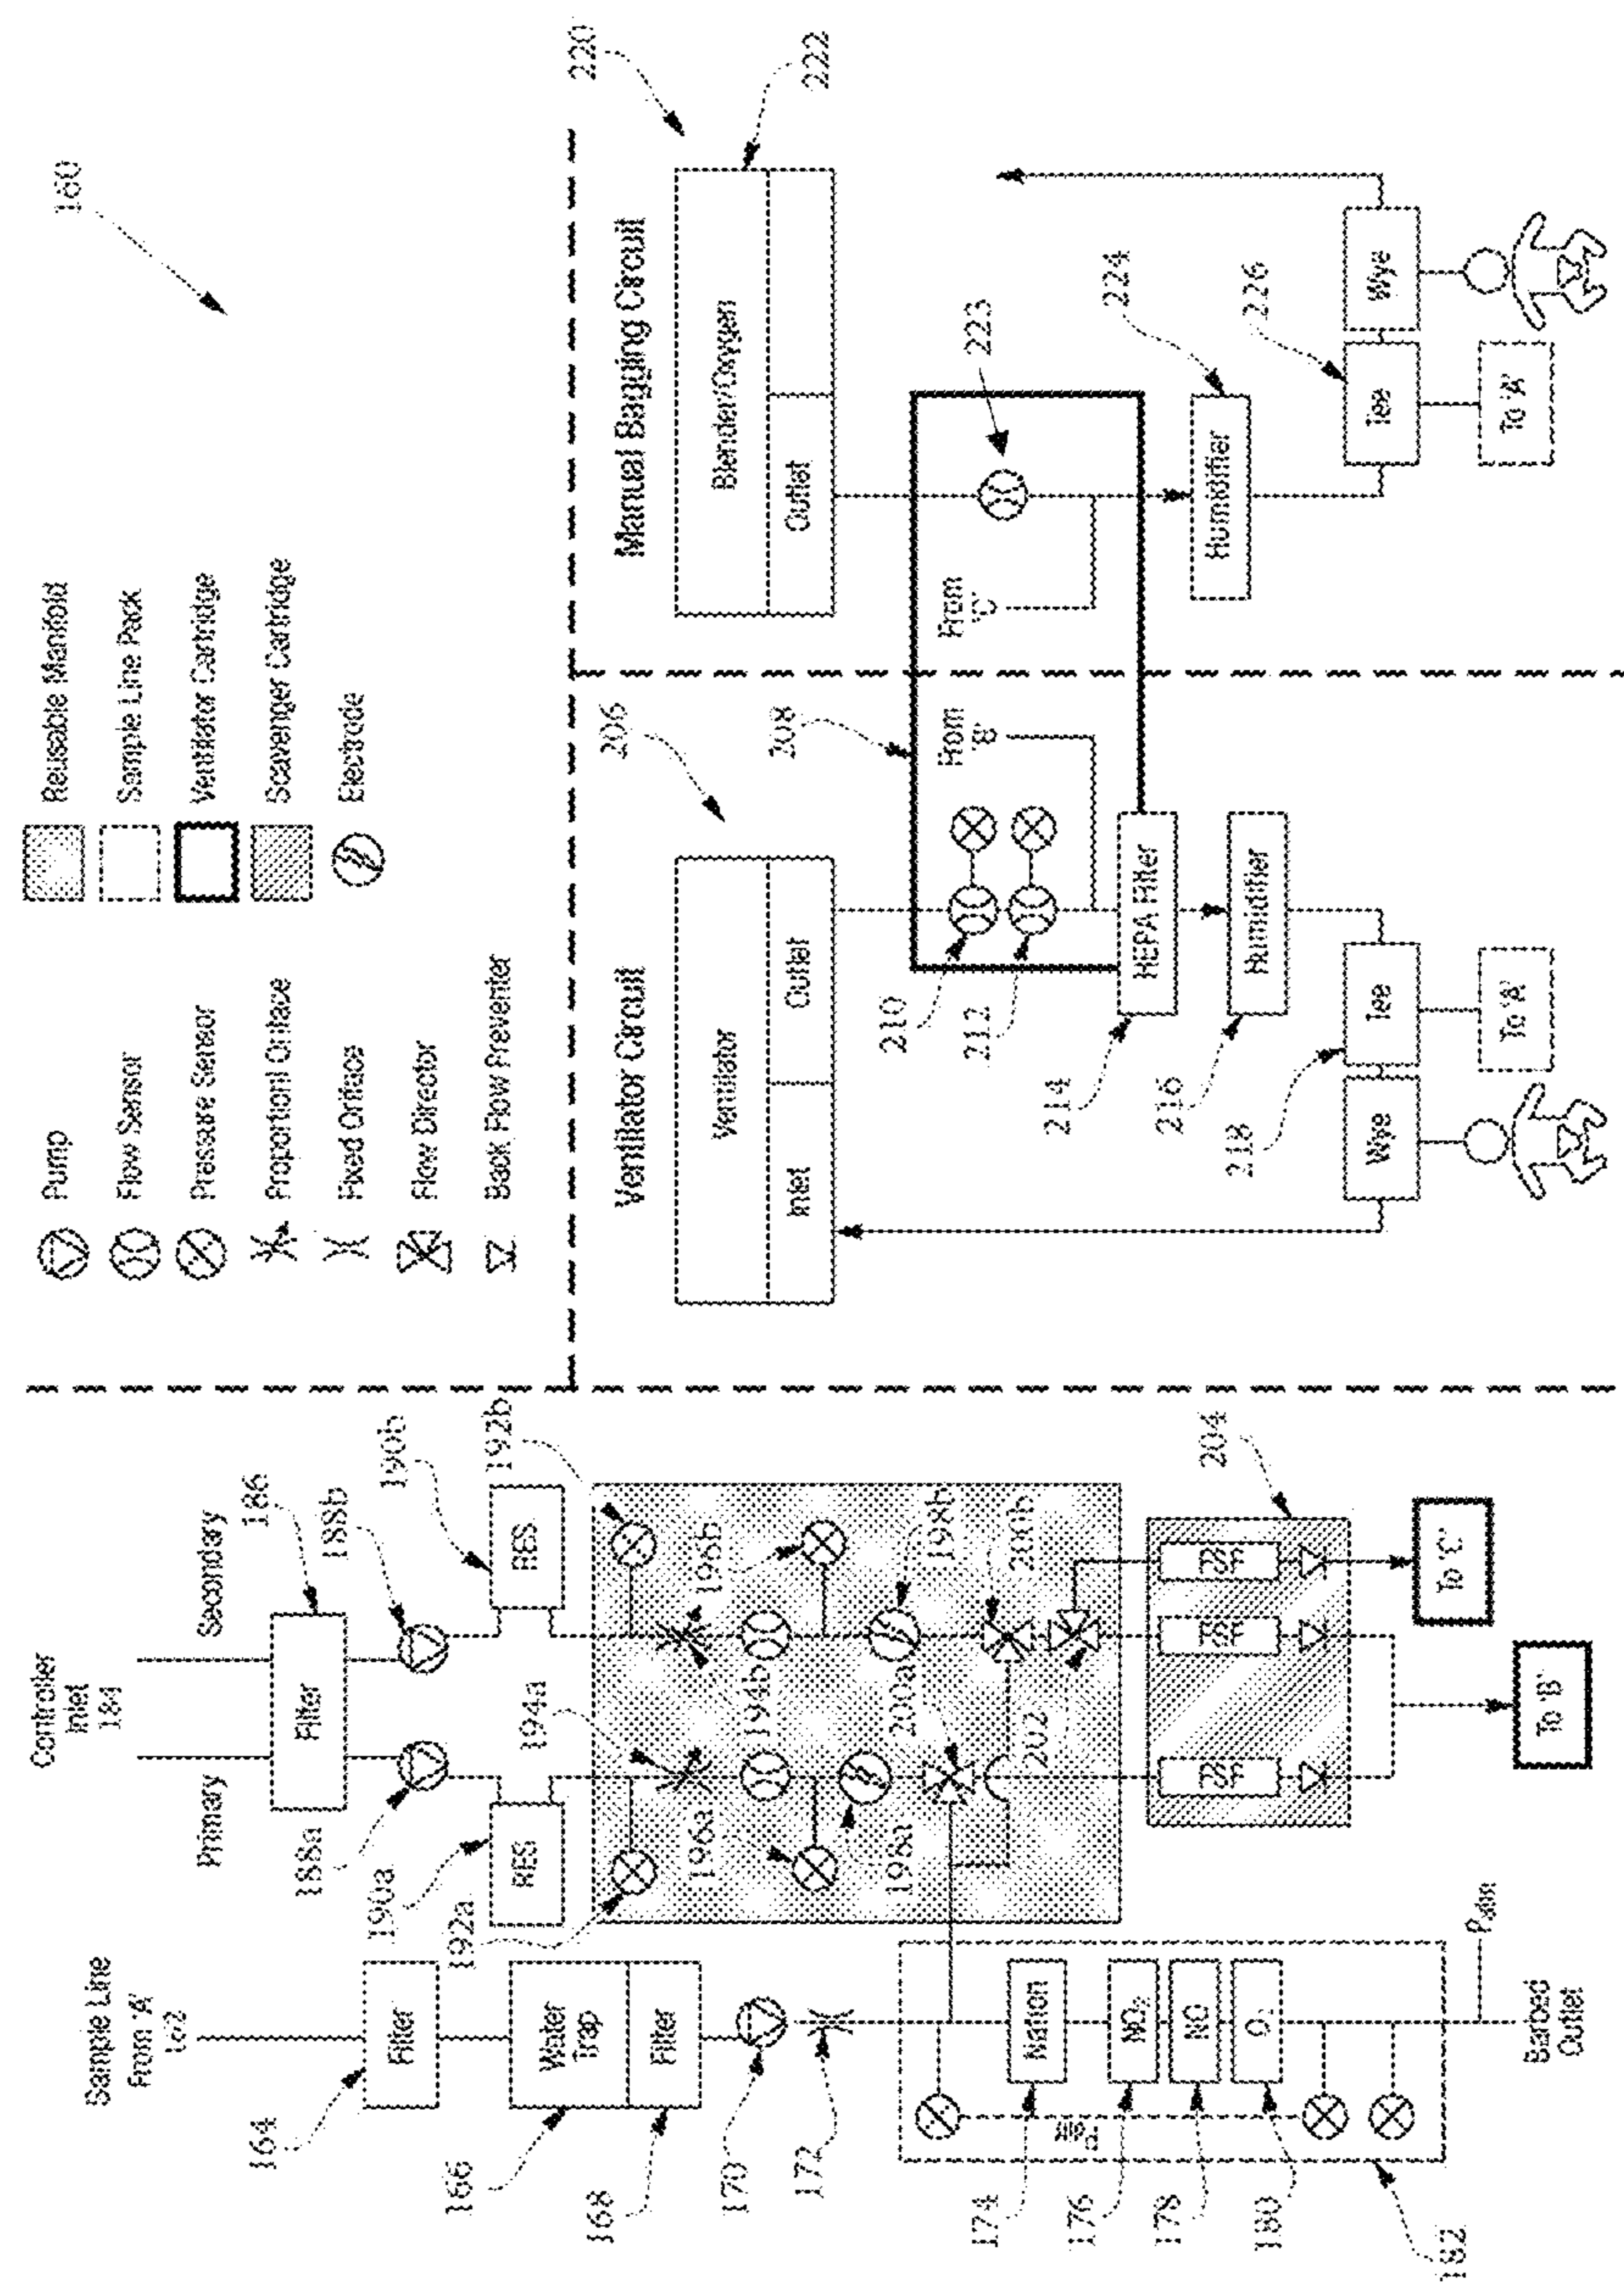 160
Pump
Flow Sensor
Pressure Sensor
Proportionl Oriface
Fixed Oriface
Flow Director
Back Flow Preventer
Reusable Manifold
Sample Line Pack
Ventilator Cartridge
Scavenger Cartridge
Electrode
Sample Line
From 'A'
162
164
Filter
166
Water
Trap
168
Filter
170
172
174
Nafion
176
NO₂
178
NO
180
O₂
182
Barbed
Outlet
Controller
Inlet
184
Primary
Secondary
186
Filter
188a
188b
190a
RES
190b
RES
192a
192b
194a
194b
196a
196b
198a
198b
200a
200b
202
204
To 'B'
To 'C'
Ventilator Circuit
206
Ventilator
Inlet
Outlet
208
210
212
From
'B'
214
HEPA Filter
216
Humidifier
218
Tee
Wye
To 'A'
Manual Bagging Circuit
220
222
Blender/Oxygen
Outlet
223
From
'C'
224
Humidifier
226
Tee
Wye
To 'A'